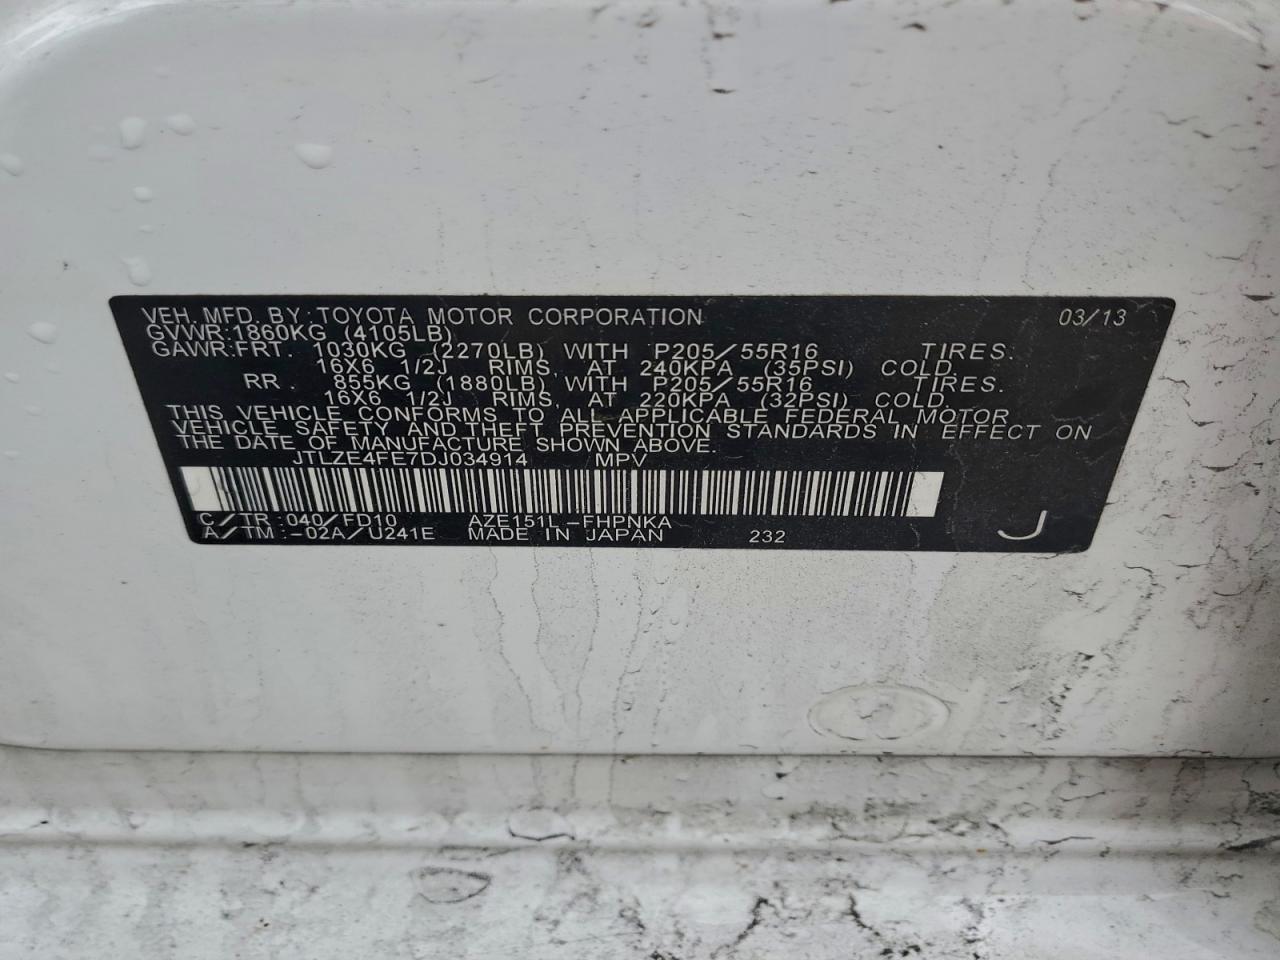 VEH. MFD. BY: TOYOTA MOTOR CORPORATION 03/13
GVWR: 1860KG (4105LB)
GAWR: FRT. 1030KG (2270LB) WITH P205/55R16 TIRES.
16X6 1/2J RIMS, AT 240KPA (35PSI) COLD.
RR. 855KG (1880LB) WITH P205/55R16 TIRES.
16X6 1/2J RIMS, AT 220KPA (32PSI) COLD.
THIS VEHICLE CONFORMS TO ALL APPLICABLE FEDERAL MOTOR
VEHICLE SAFETY AND THEFT PREVENTION STANDARDS IN EFFECT ON
THE DATE OF MANUFACTURE SHOWN ABOVE.
JTLZE4FE7DJ034914 MPV
C/TR: 040/FD10 AZE151L-FHPNKA
A/TM: -02A/U241E MADE IN JAPAN 232 J